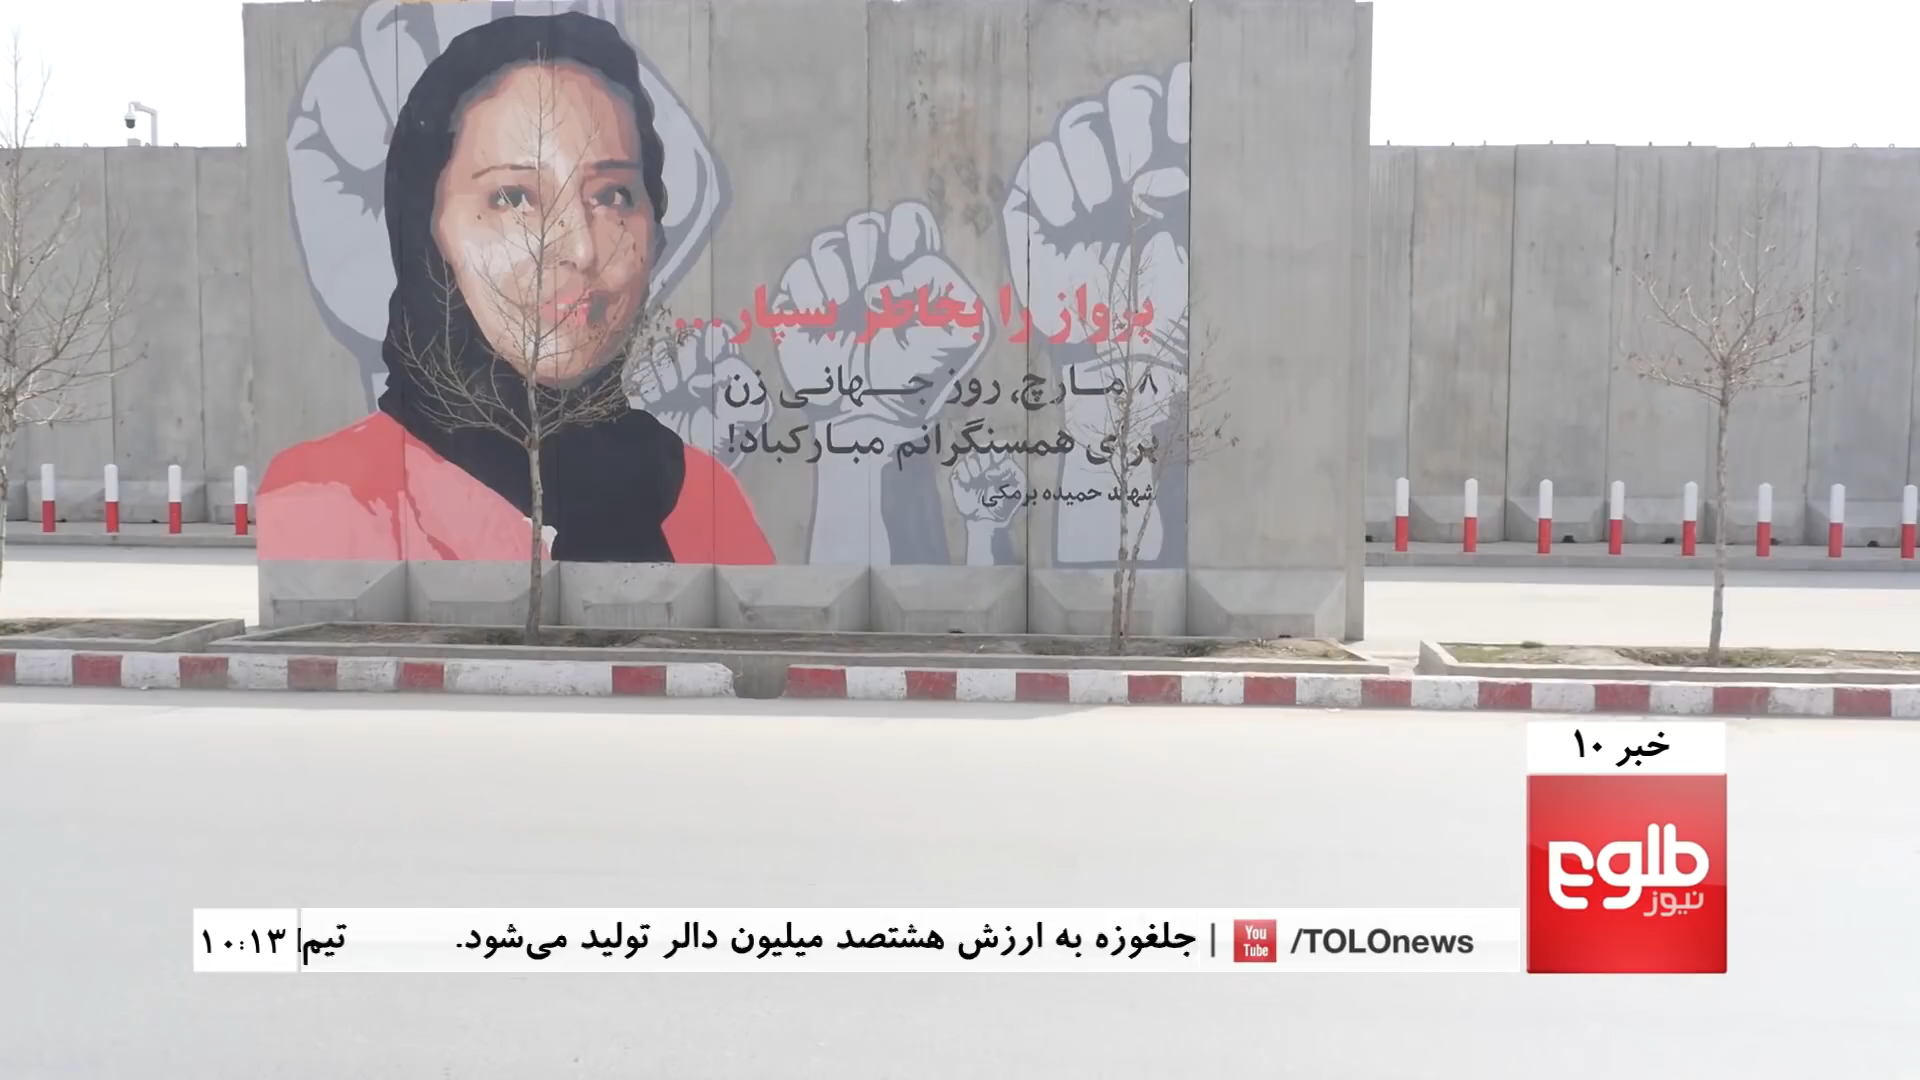 پرواز را بخاطر بسپار...
۸ مارچ، روز جهانی زن
برای همسنگرانم مبارکباد!
شهید حمیده برمکی
خبر ۱۰
طلوع
نیوز
۱۰:۱۳
جلغوزه به ارزش هشتصد میلیون دالر تولید می‌شود. تیم
You Tube /TOLOnews